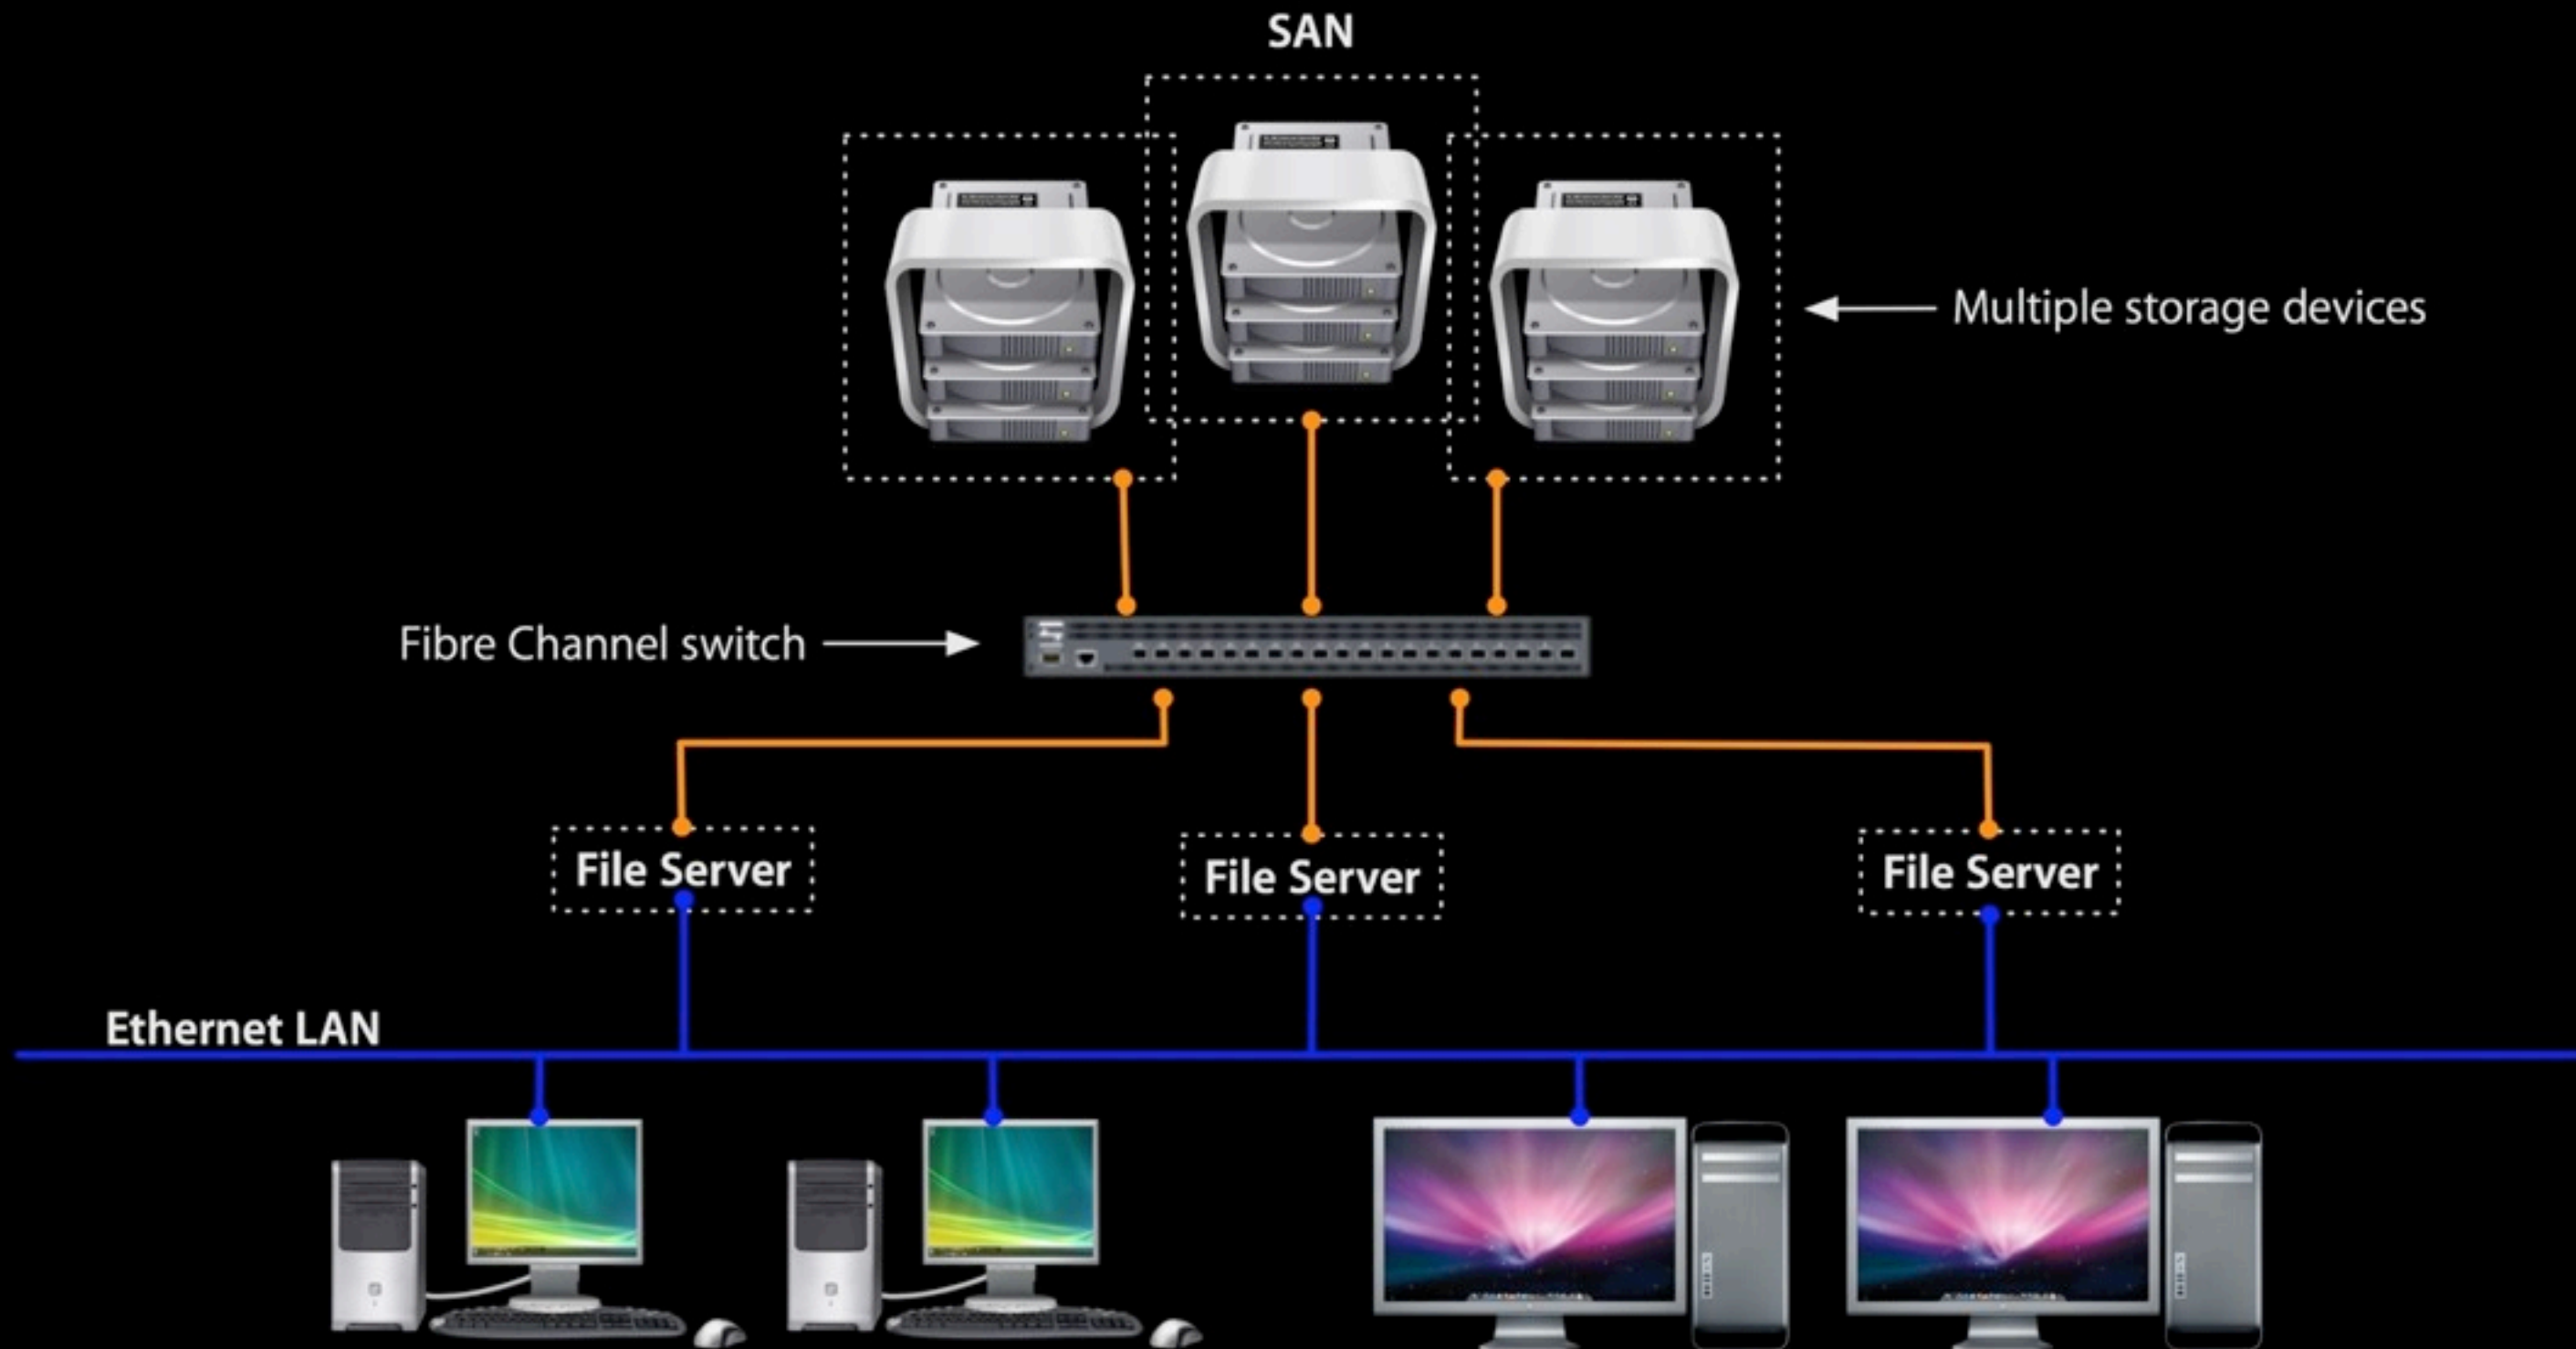 SAN
Multiple storage devices
Fibre Channel switch
File Server
File Server
File Server
Ethernet LAN